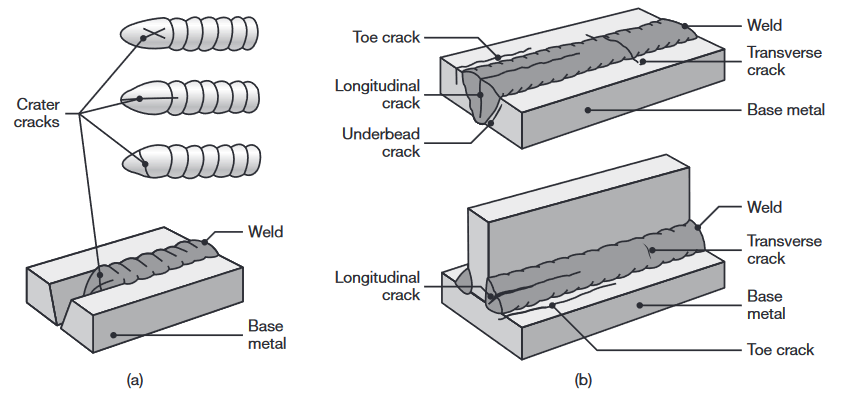 Crater
cracks
Weld
Base
metal
(a)
Toe crack
Longitudinal
crack
Underbead
crack
Weld
Transverse
crack
Base metal
Longitudinal
crack
Weld
Transverse
crack
Base
metal
Toe crack
(b)